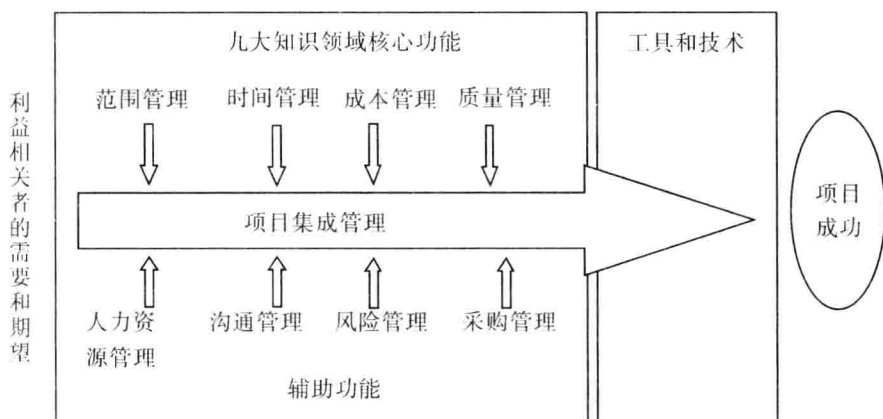 九大知识领域核心功能
工具和技术
利益相关者的需要和期望
范围管理
时间管理
成本管理
质量管理
项目集成管理
项目
成功
人力资
源管理
沟通管理
风险管理
采购管理
辅助功能